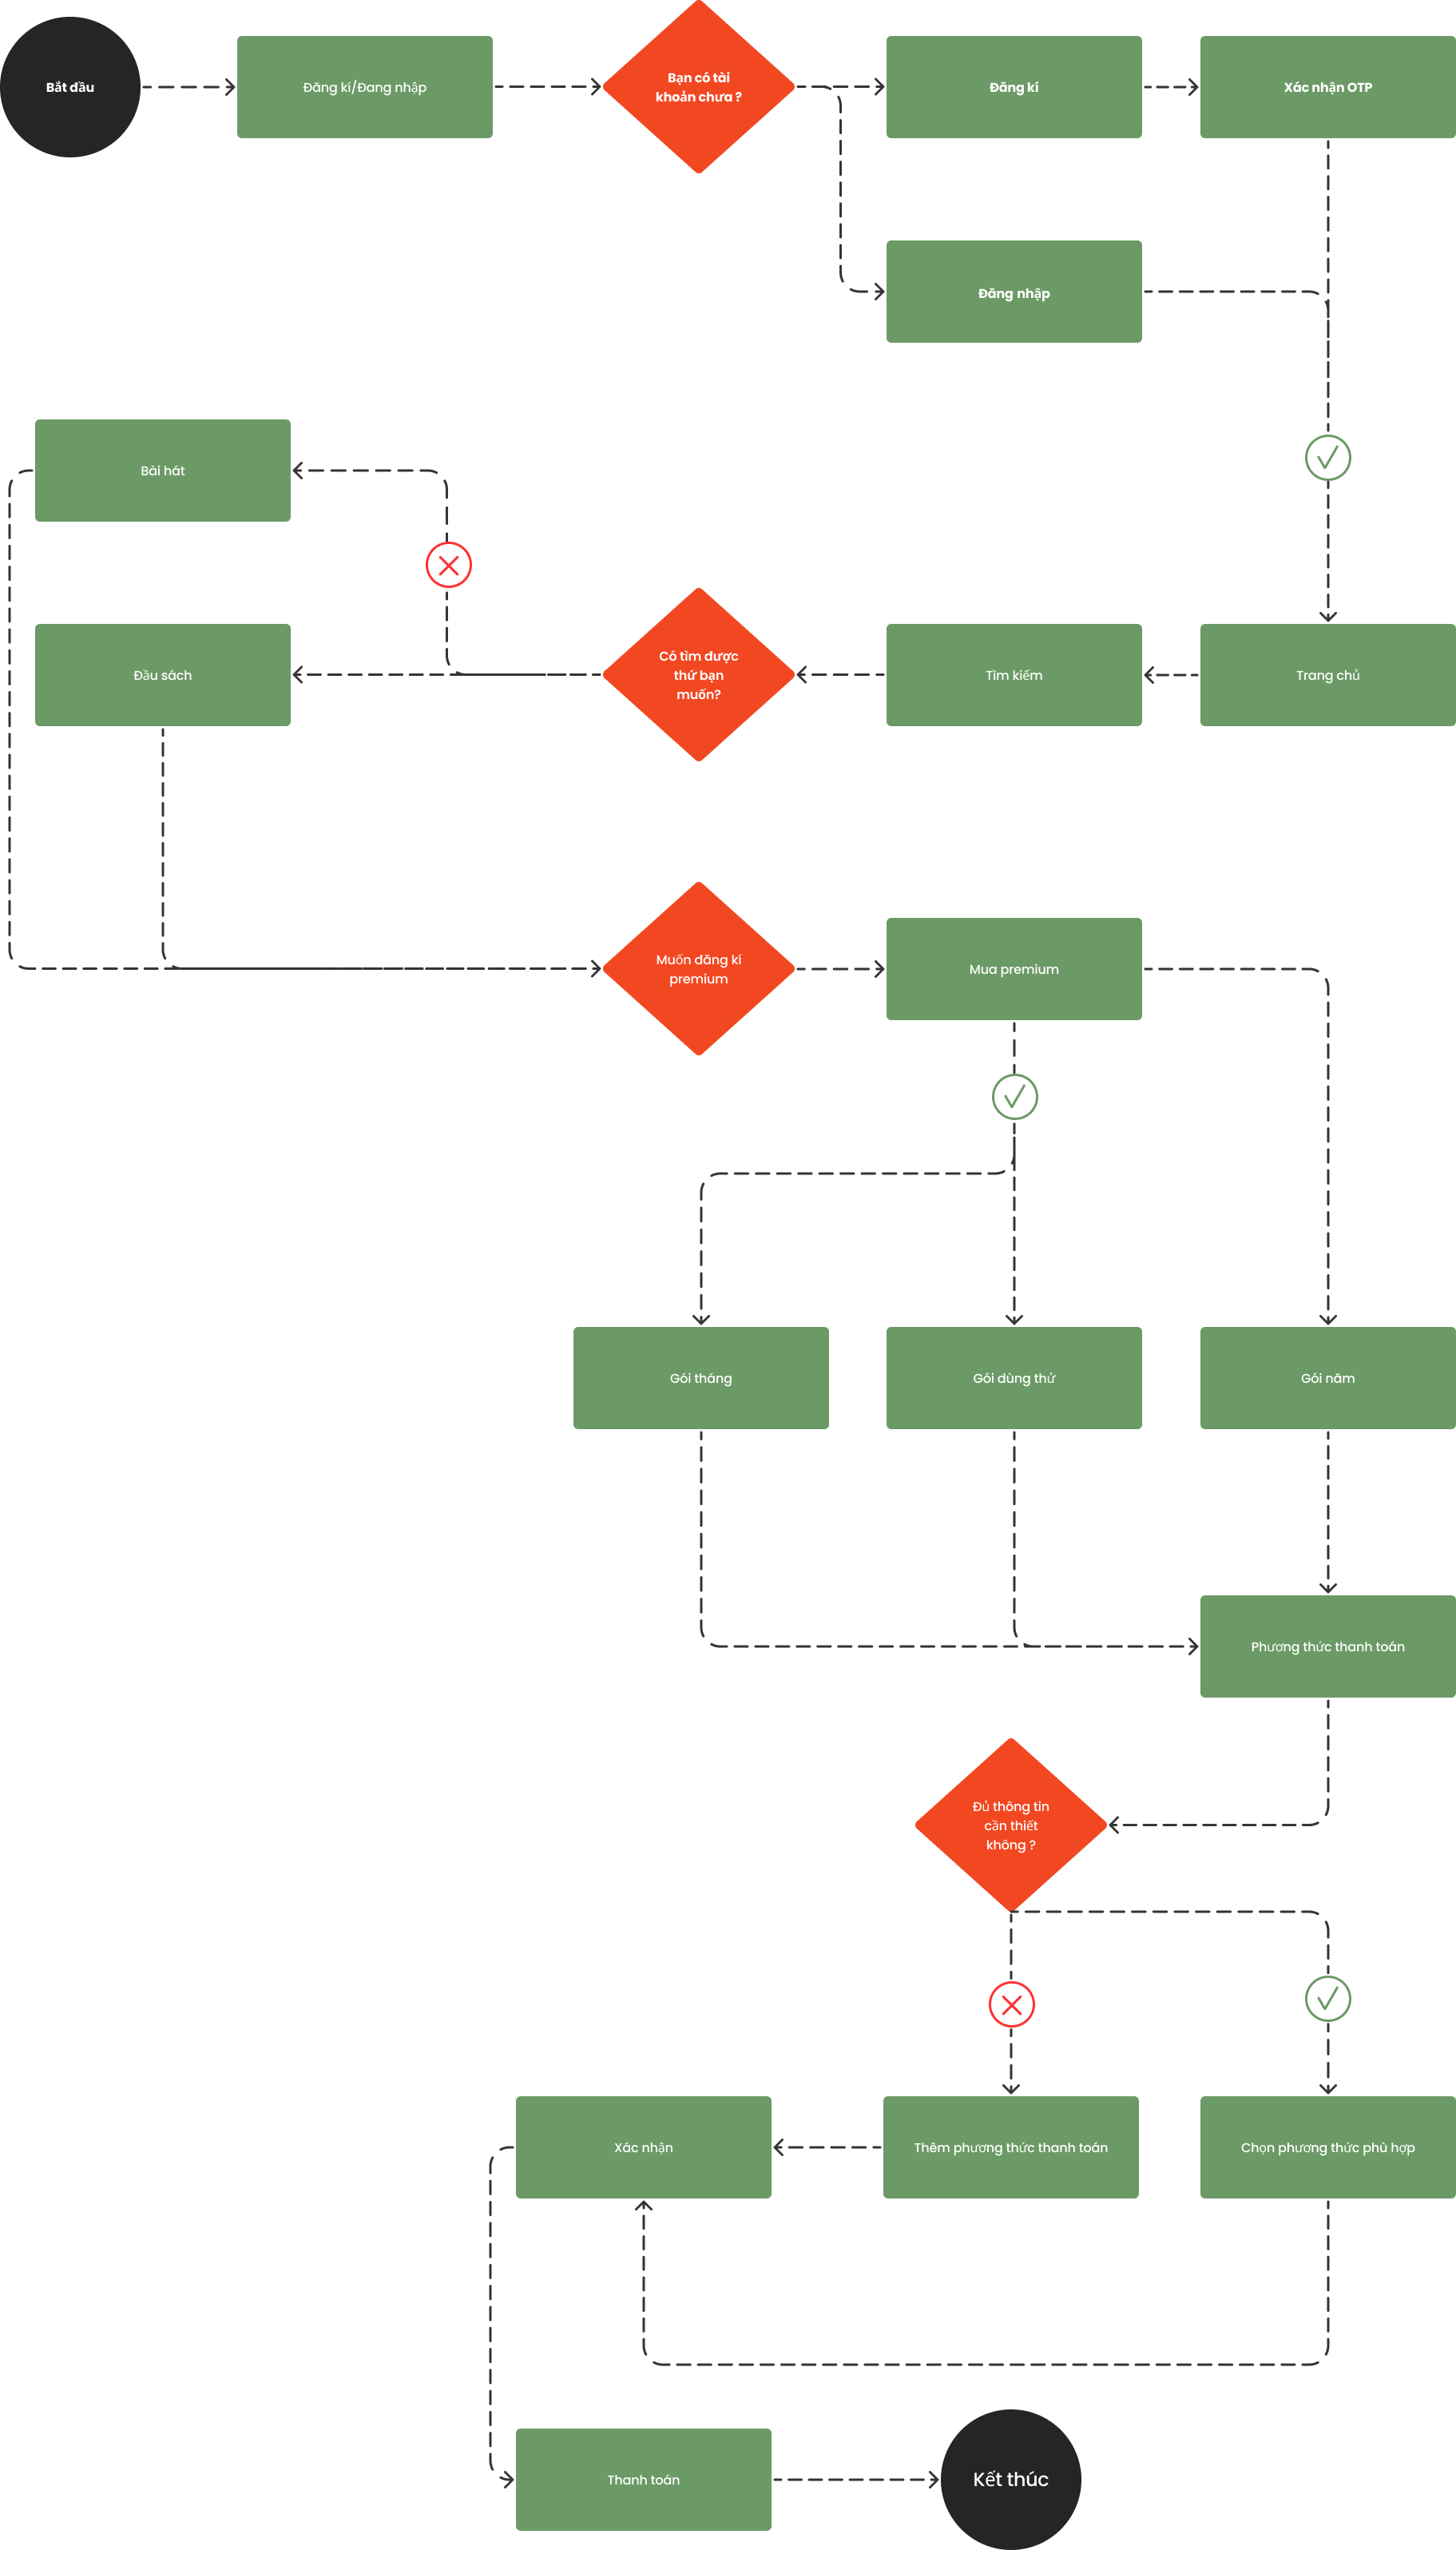 Bắt đầu
Đăng kí/Đang nhập
Bạn có tài
khoản chưa ?
Đăng kí
Xác nhận OTP
Đăng nhập
Bài hát
Đầu sách
Có tìm được
thứ bạn
muốn?
Tìm kiếm
Trang chủ
Muốn đăng kí
premium
Mua premium
Gói tháng
Gói dùng thử
Gói năm
Phương thức thanh toán
Đủ thông tin
cần thiết
không ?
Xác nhận
Thêm phương thức thanh toán
Chọn phương thức phù hợp
Thanh toán
Kết thúc